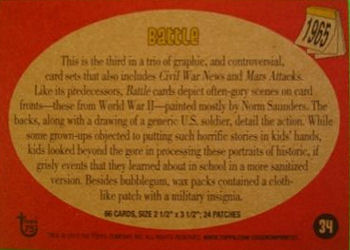 Battle
1965
This is the third in a trio of graphic, and controversial,
card sets that also includes Civil War News and Mars Attacks.
Like its predecessors, Battle cards depict often-gory scenes on card
fronts—these from World War II—painted mostly by Norm Saunders. The
backs, along with a drawing of a generic U.S. soldier, detail the action. While
some grown-ups objected to putting such horrific stories in kids' hands,
kids looked beyond the gore in processing these portraits of historic, if
grisly events that they learned about in school in a more sanitized
version. Besides bubblegum, wax packs contained a cloth-
like patch with a military insignia.
66 CARDS, SIZE 2 1/2" x 3 1/2"; 24 PATCHES
Topps
75
34